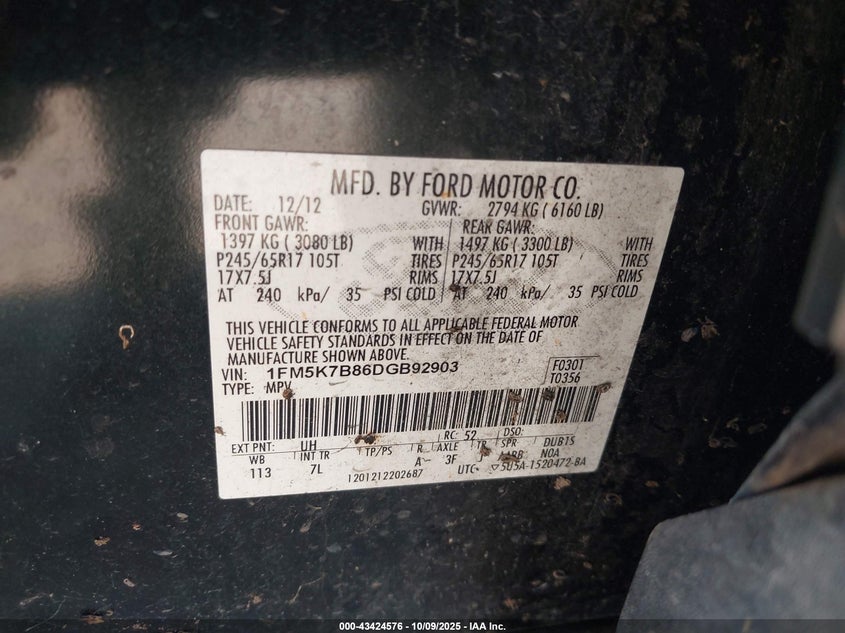 MFD. BY FORD MOTOR CO.
DATE: 12/12 GVWR: 2794 KG ( 6160 LB)
FRONT GAWR: REAR GAWR:
1397 KG ( 3080 LB) WITH 1497 KG ( 3300 LB) WITH
P245/65R17 105T TIRES P245/65R17 105T TIRES
17X7.5J RIMS 17X7.5J RIMS
AT 240 kPa/ 35 PSI COLD AT 240 kPa/ 35 PSI COLD
THIS VEHICLE CONFORMS TO ALL APPLICABLE FEDERAL MOTOR
VEHICLE SAFETY STANDARDS IN EFFECT ON THE DATE OF
MANUFACTURE SHOWN ABOVE.
VIN: 1FM5K7B86DGB92903 F0301
TYPE: MPV T0356
EXT PNT: UH RC: 52 DSO:
WB INT TR TP/PS R AXLE TR SPR DUB1S
113 7L A 3F J AARB N0A
1201212202687 UTC 5U5A-1520472-BA
000-43424576 - 10/09/2025 - IAA Inc.